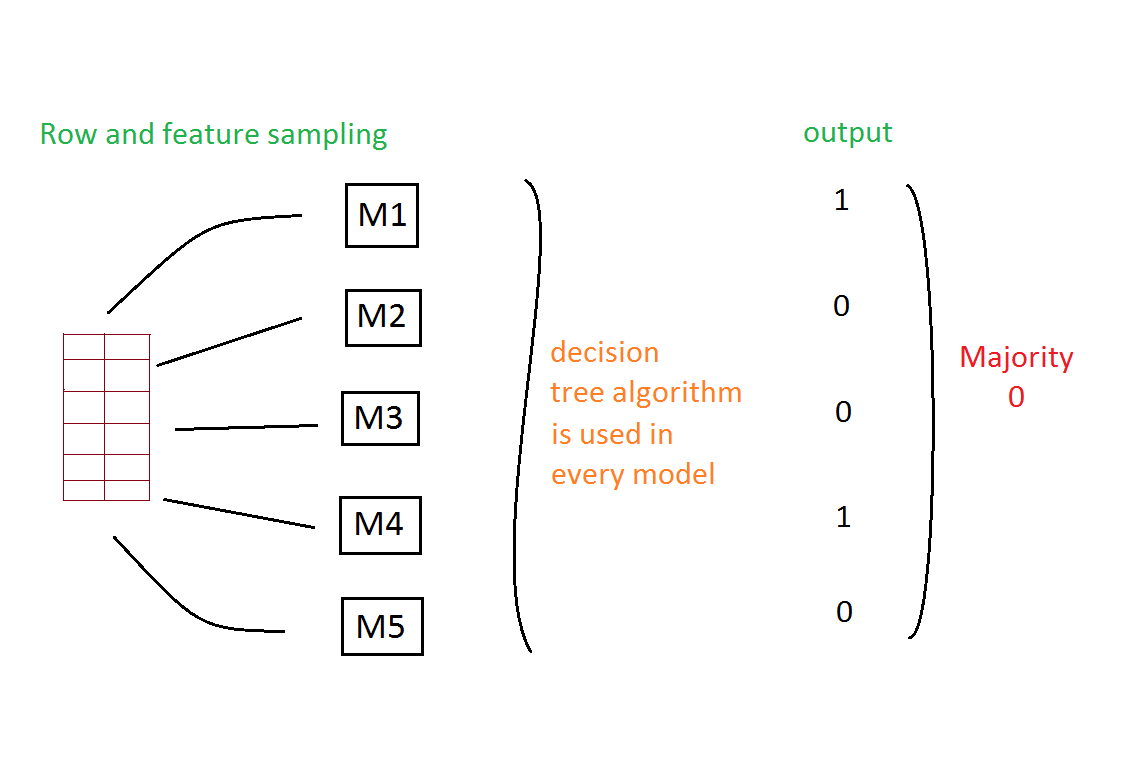 Row and feature sampling
output
M1
1
M2
0
decision
tree algorithm
is used in
every model
Majority
0
M3
0
M4
1
M5
0